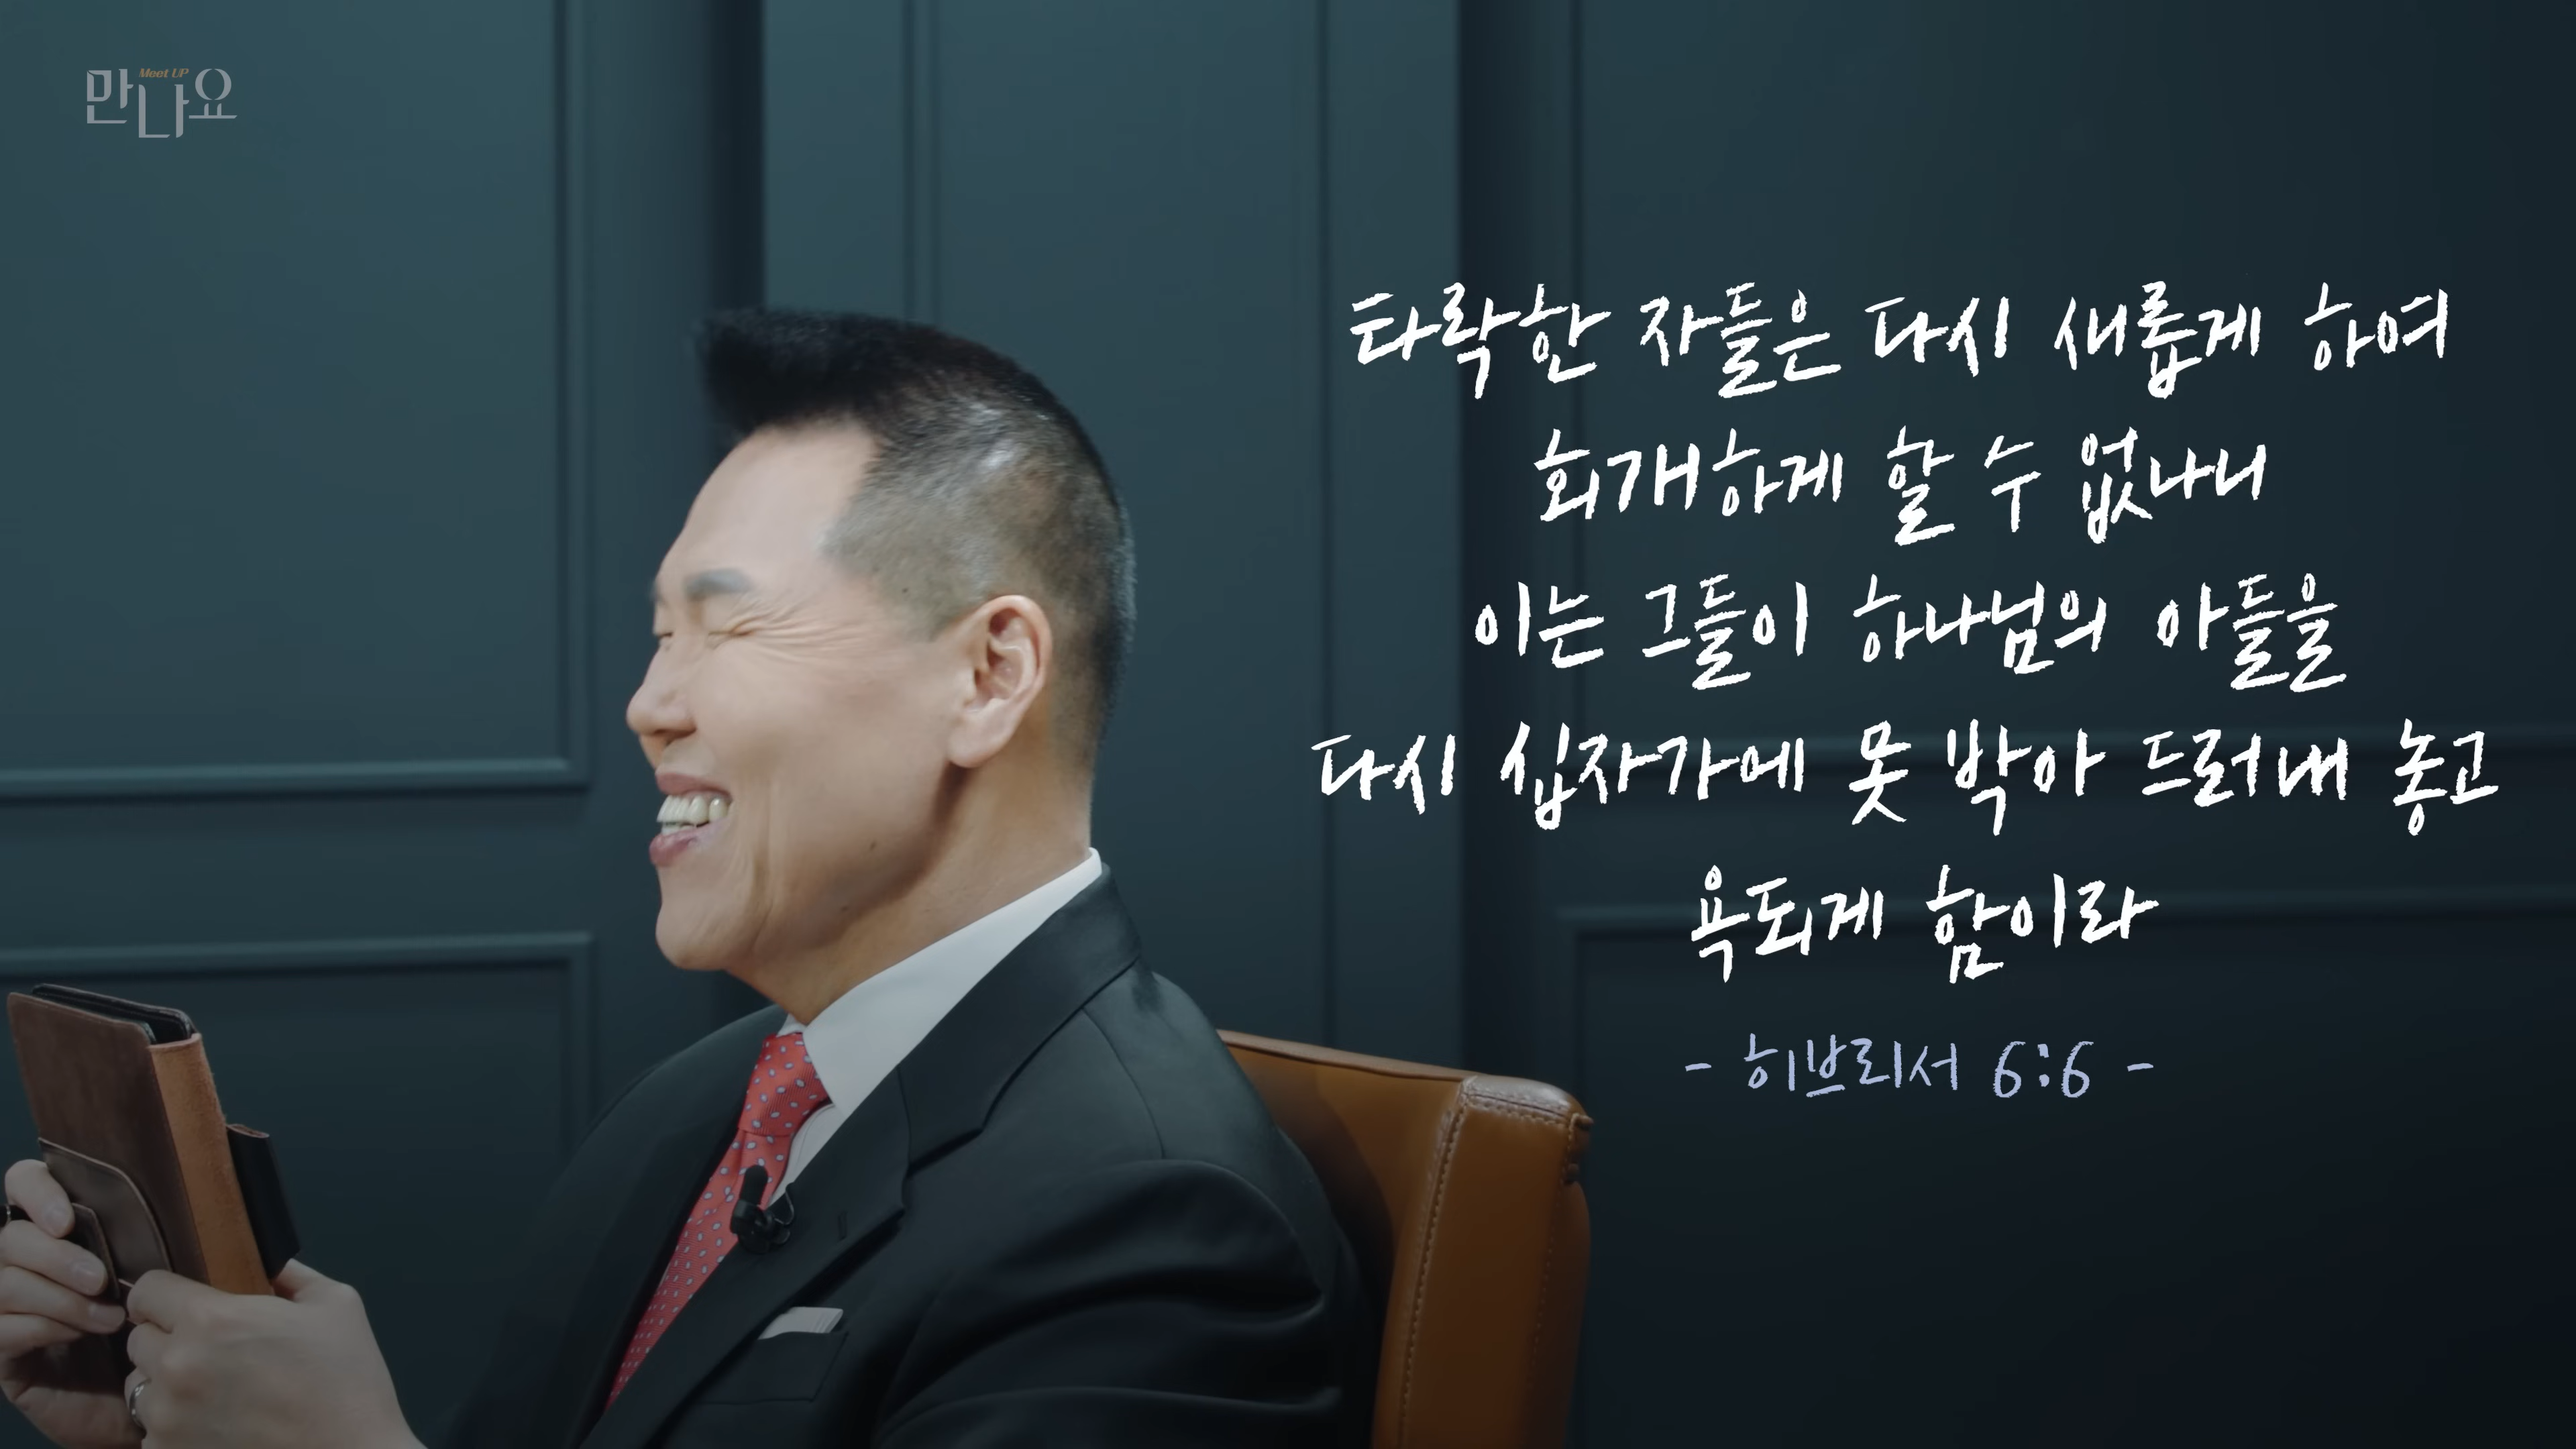 만나요
Meet UP
타락한 자들은 다시 새롭게 하여
회개하게 할 수 없나니
이는 그들이 하나님의 아들을
다시 십자가에 못 박아 드러내 놓고
욕되게 함이라
- 히브리서 6:6 -